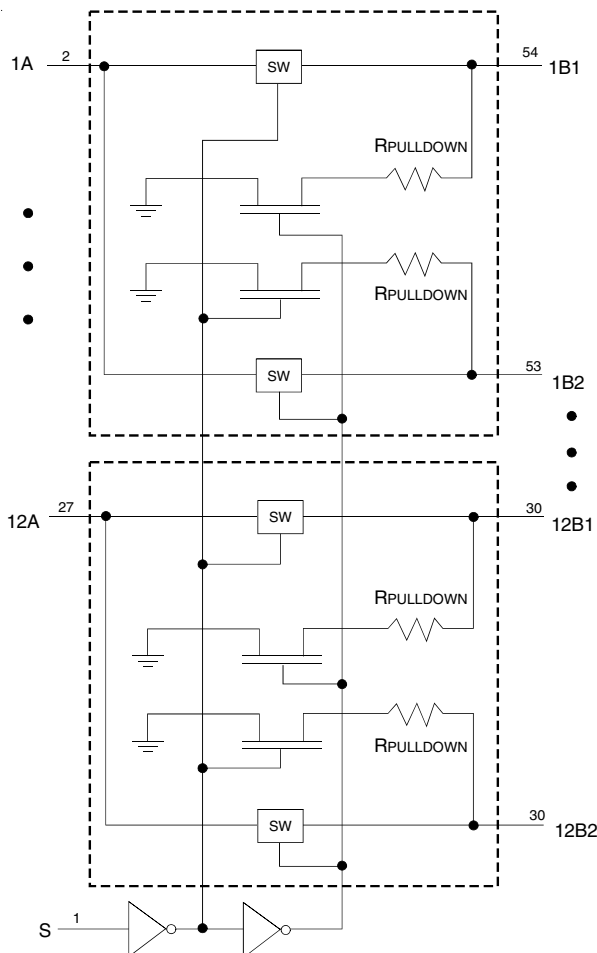 1A 2 SW 54 1B1
RPULLDOWN
RPULLDOWN
SW 53 1B2
12A 27 SW 30 12B1
RPULLDOWN
RPULLDOWN
SW 30 12B2
S 1